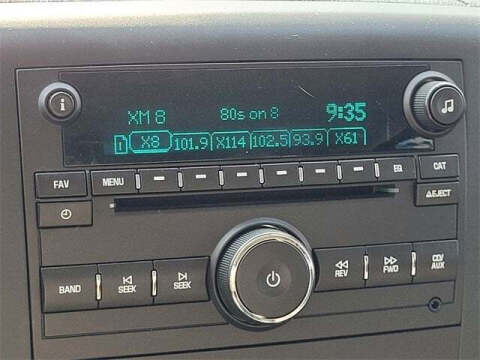 XM 8 80s on 8 9:35
1 X8 101.9 X114 102.5 93.9 X61
FAV MENU EQ CAT
EJECT
BAND SEEK SEEK REV FWD CD/AUX